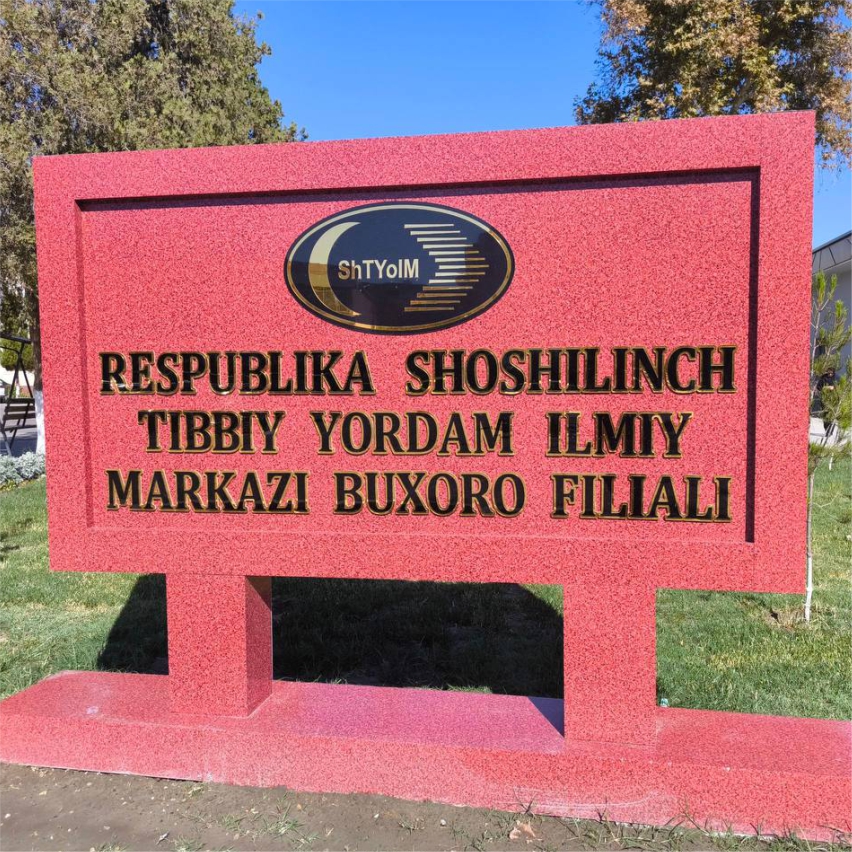 ShTYoIM
RESPUBLIKA SHOSHILINCH
TIBBIY YORDAM ILMIY
MARKAZI BUXORO FILIALI